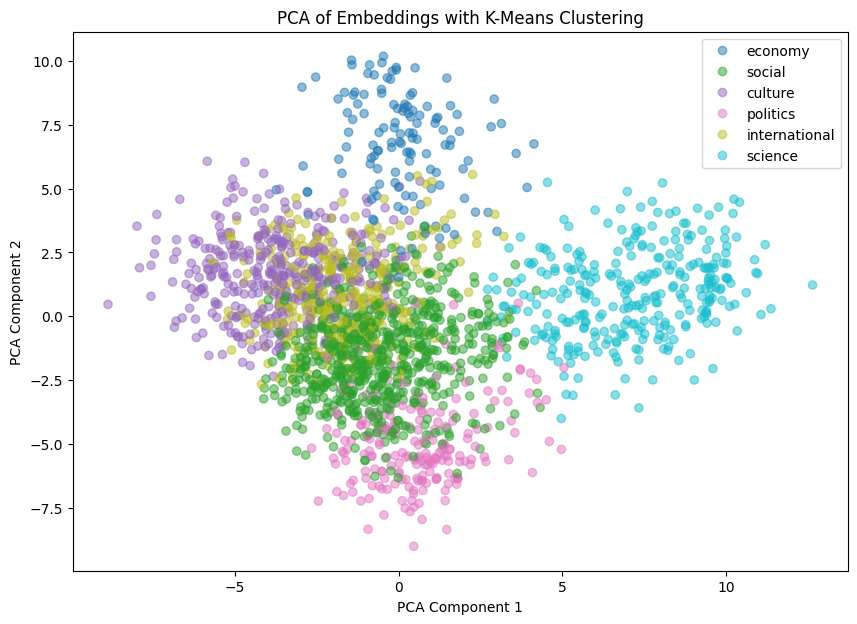 PCA of Embeddings with K-Means Clustering
economy
social
culture
politics
international
science
10.0
7.5
5.0
2.5
0.0
−2.5
−5.0
−7.5
PCA Component 2
−5
0
5
10
PCA Component 1